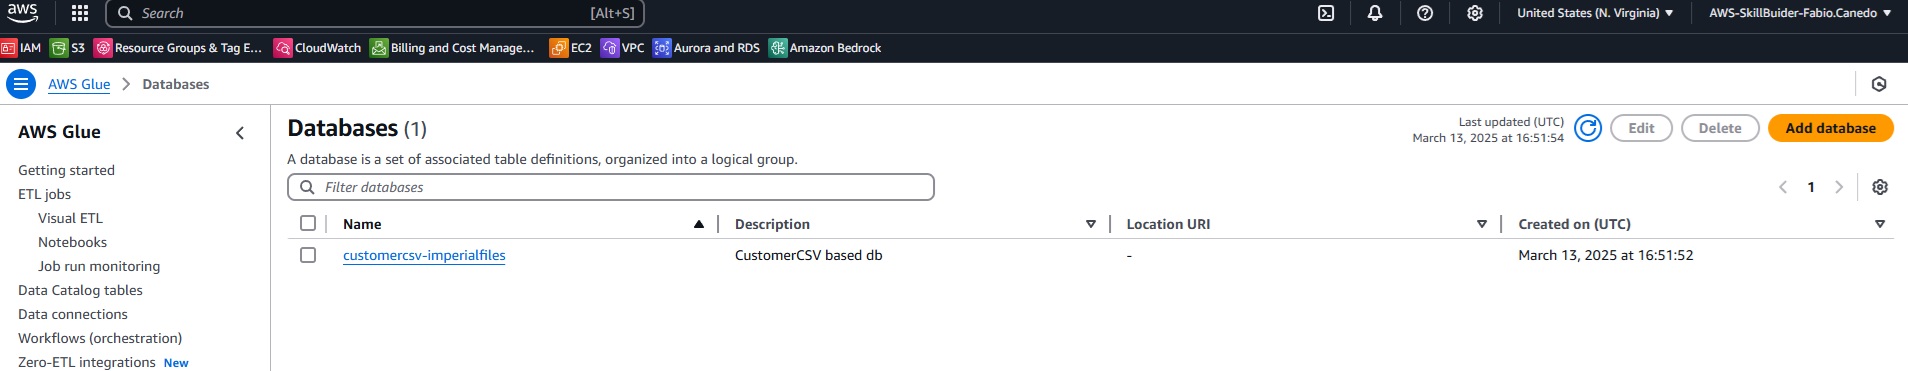 aws Search [Alt+S] United States (N. Virginia) AWS-SkillBuider-Fabio.Canedo
IAM S3 Resource Groups & Tag E... CloudWatch Billing and Cost Manage... EC2 VPC Aurora and RDS Amazon Bedrock
AWS Glue Databases
AWS Glue
Getting started
ETL jobs
Visual ETL
Notebooks
Job run monitoring
Data Catalog tables
Data connections
Workflows (orchestration)
Zero-ETL integrations New
Databases (1)
Last updated (UTC)
March 13, 2025 at 16:51:54
Edit Delete Add database
A database is a set of associated table definitions, organized into a logical group.
Filter databases
1
Name Description Location URI Created on (UTC)
customercsv-imperialfiles CustomerCSV based db - March 13, 2025 at 16:51:52